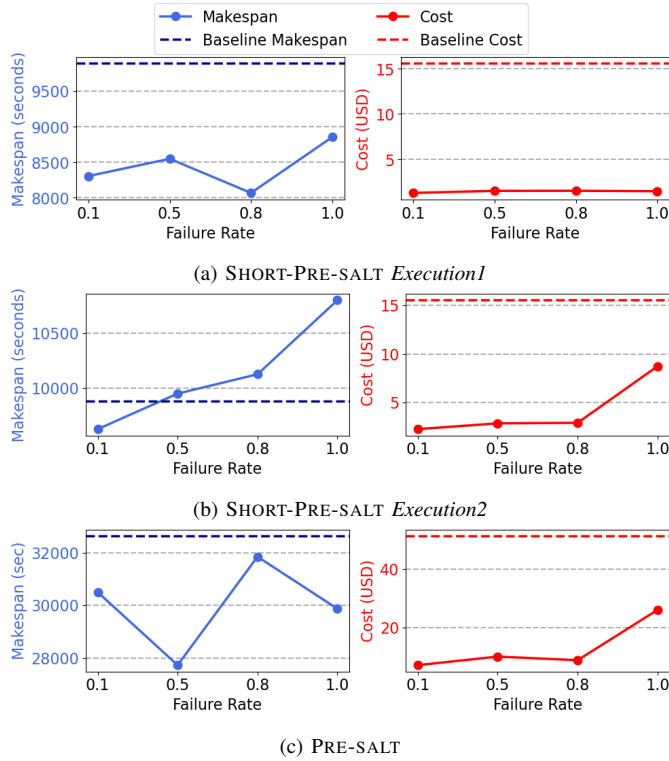 Makespan
Cost
Baseline Makespan
Baseline Cost
Makespan (seconds)
9500
9000
8500
8000
0.1 0.5 0.8 1.0
Failure Rate
Cost (USD)
15
10
5
0.1 0.5 0.8 1.0
Failure Rate
(a) SHORT-PRE-SALT Execution1
Makespan (seconds)
10500
10000
0.1 0.5 0.8 1.0
Failure Rate
Cost (USD)
15
10
5
0.1 0.5 0.8 1.0
Failure Rate
(b) SHORT-PRE-SALT Execution2
Makespan (sec)
32000
30000
28000
0.1 0.5 0.8 1.0
Failure Rate
Cost (USD)
40
20
0.1 0.5 0.8 1.0
Failure Rate
(c) PRE-SALT